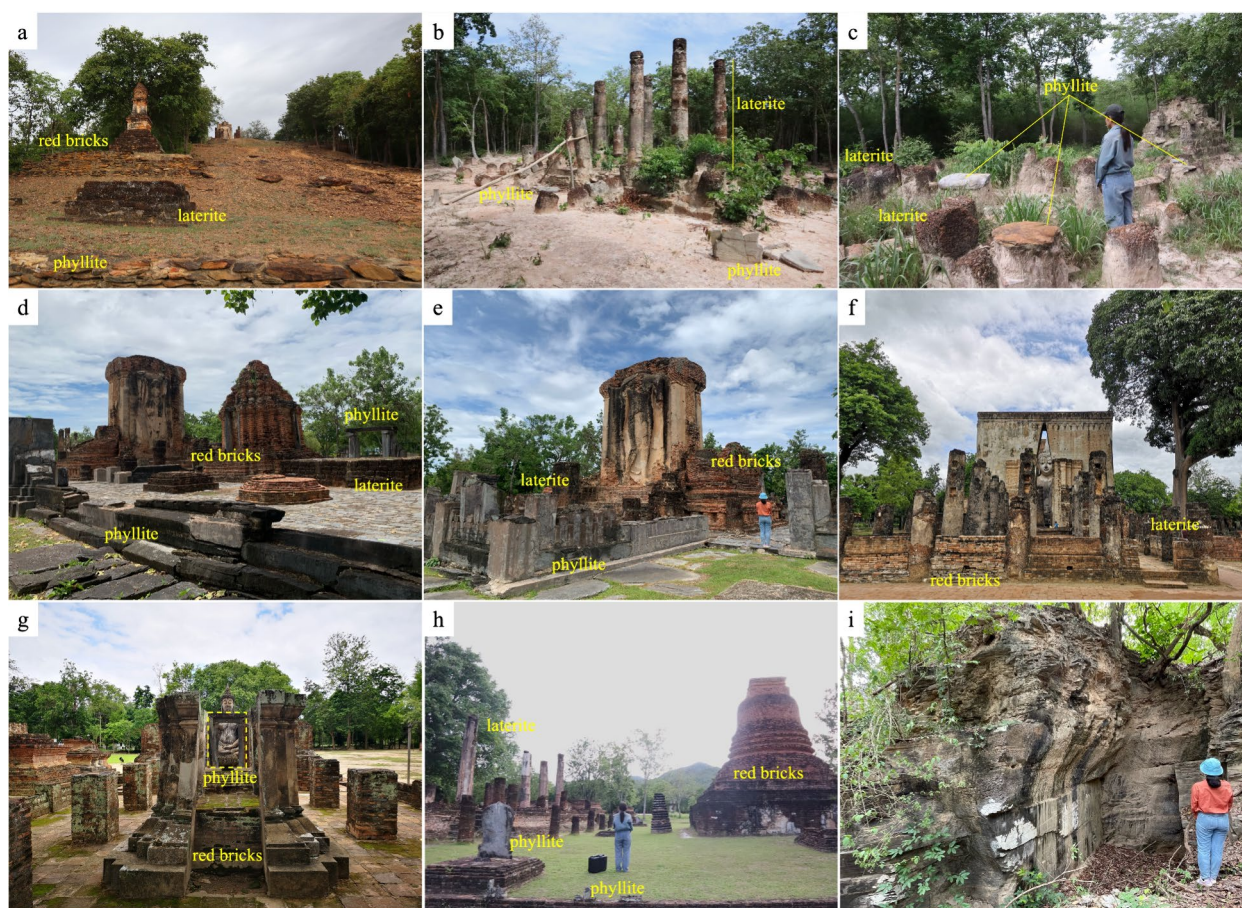 a
red bricks
laterite
phyllite
b
laterite
phyllite
phyllite
c
phyllite
laterite
laterite
d
phyllite
red bricks
laterite
phyllite
e
red bricks
laterite
phyllite
f
laterite
red bricks
g
phyllite
red bricks
h
laterite
red bricks
phyllite
phyllite
i